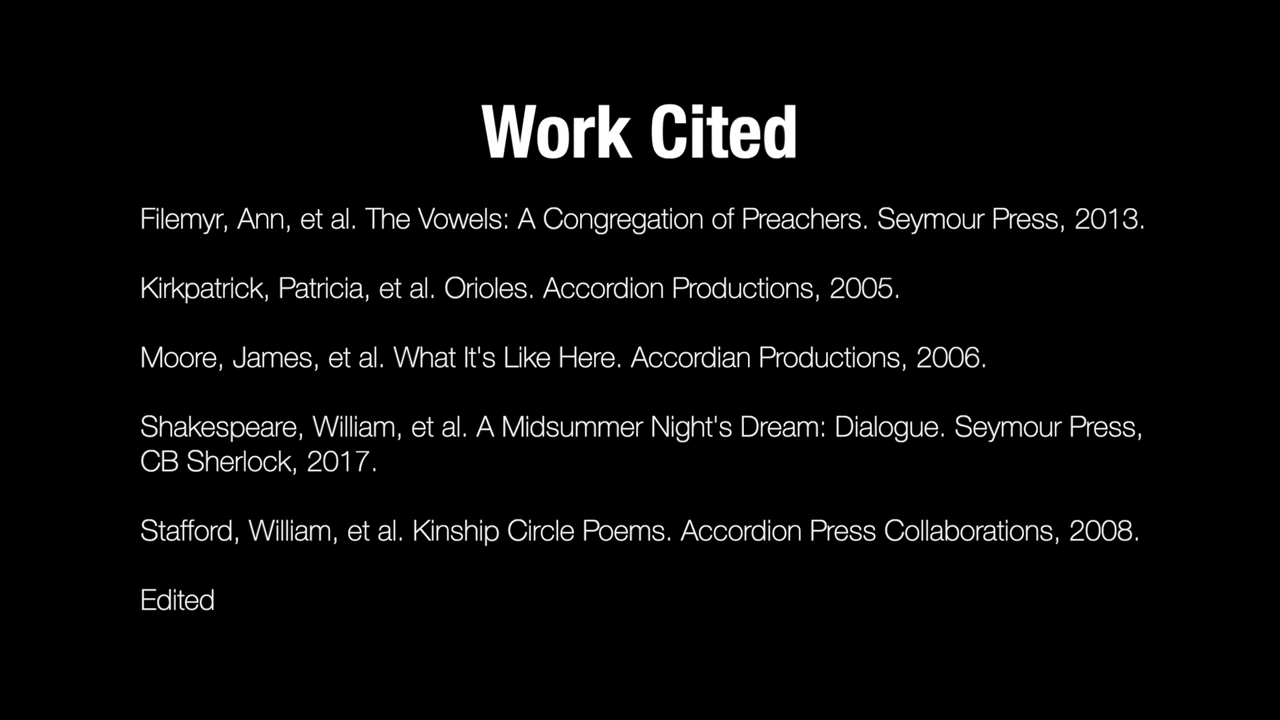 Work Cited
Filemyr, Ann, et al. The Vowels: A Congregation of Preachers. Seymour Press, 2013.
Kirkpatrick, Patricia, et al. Orioles. Accordion Productions, 2005.
Moore, James, et al. What It's Like Here. Accordian Productions, 2006.
Shakespeare, William, et al. A Midsummer Night's Dream: Dialogue. Seymour Press,
CB Sherlock, 2017.
Stafford, William, et al. Kinship Circle Poems. Accordion Press Collaborations, 2008.
Edited